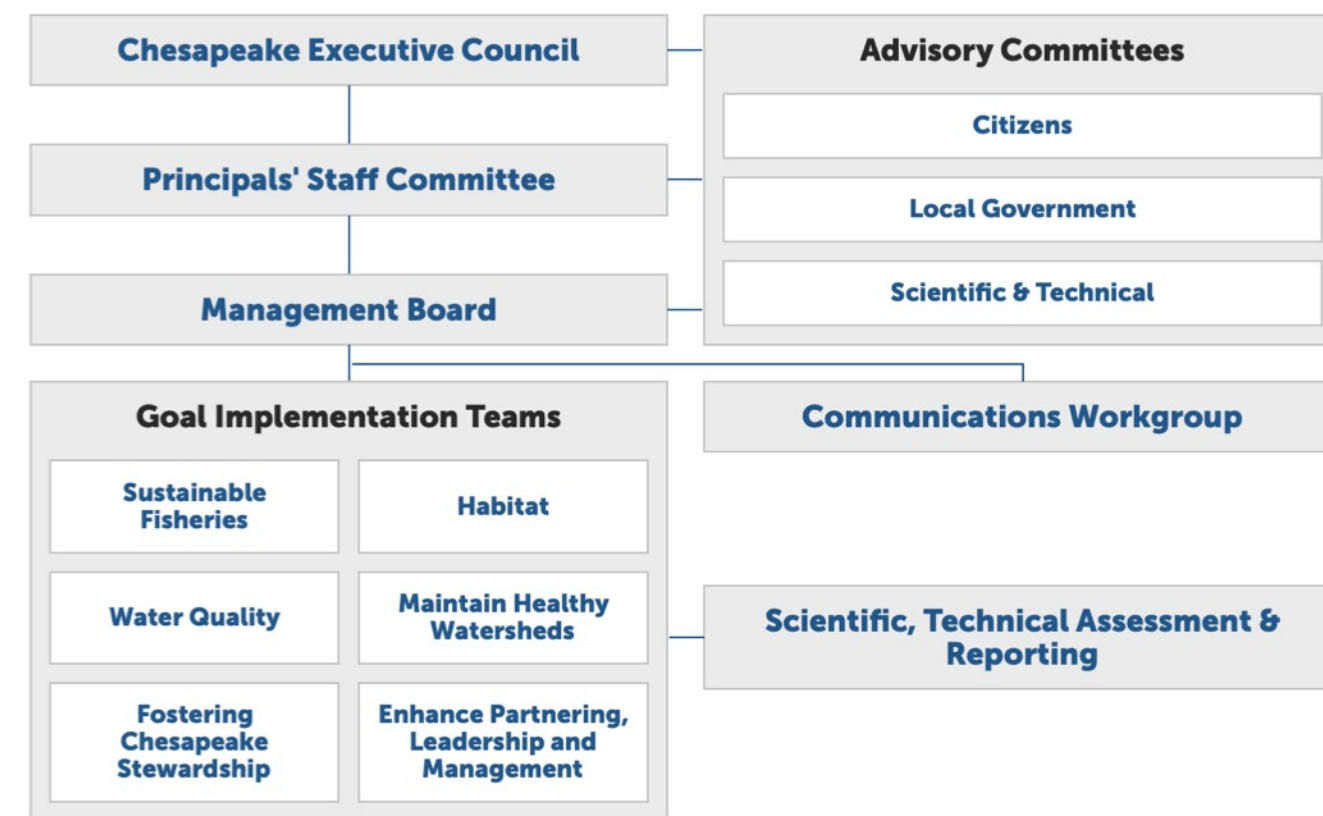 Chesapeake Executive Council
Advisory Committees
Citizens
Principals' Staff Committee
Local Government
Scientific & Technical
Management Board
Goal Implementation Teams
Communications Workgroup
Sustainable
Fisheries
Habitat
Water Quality
Maintain Healthy
Watersheds
Scientific, Technical Assessment &
Reporting
Fostering
Chesapeake
Stewardship
Enhance Partnering,
Leadership and
Management